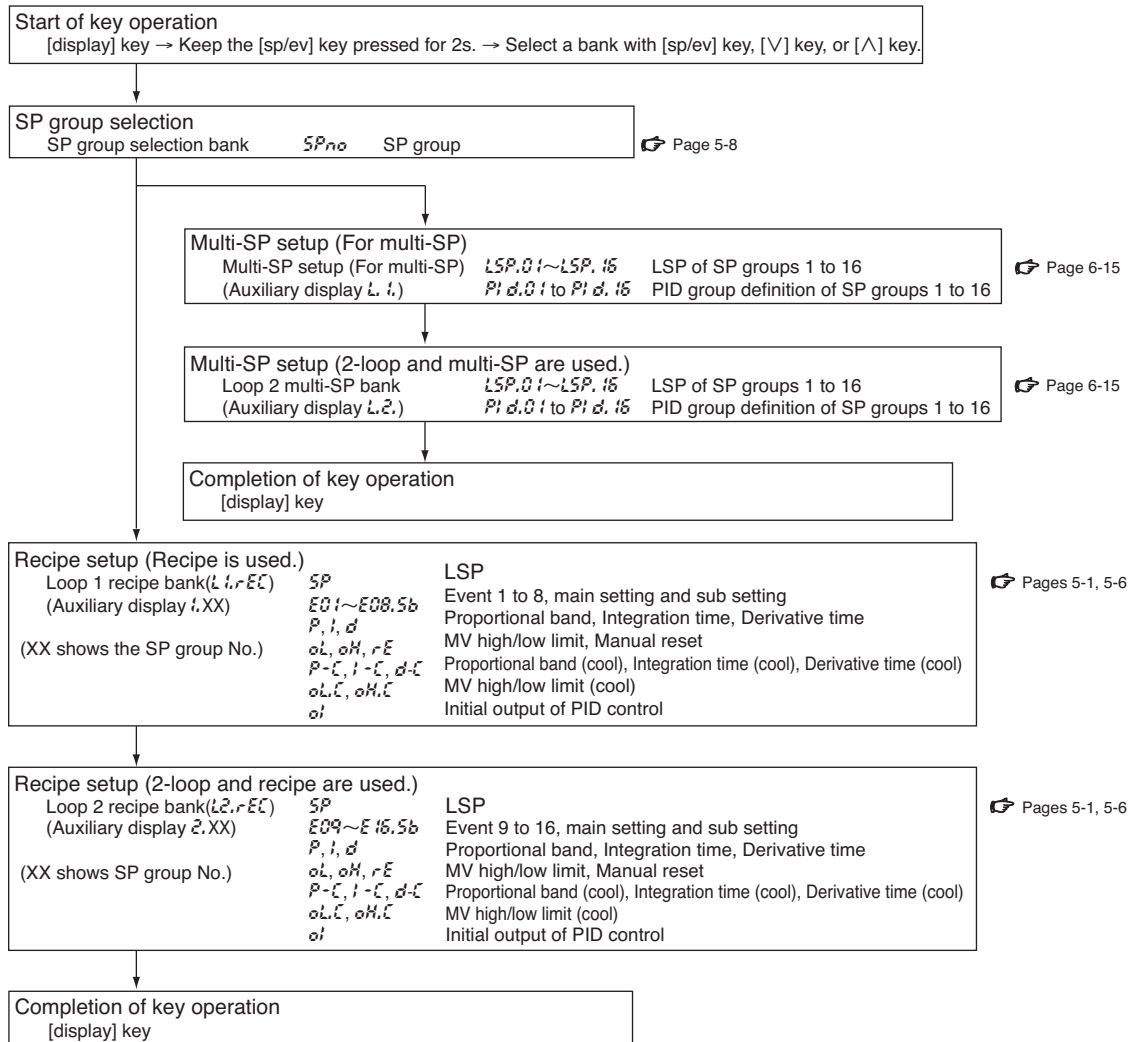 Start of key operation
[display] key → Keep the [sp/ev] key pressed for 2s. → Select a bank with [sp/ev] key, [∨] key, or [∧] key.
SP group selection
SP group selection bank SPno SP group
Page 5-8
Multi-SP setup (For multi-SP)
Multi-SP setup (For multi-SP) LSP.01~LSP.16 LSP of SP groups 1 to 16
Page 6-15
(Auxiliary display L.1.) PId.01 to PId.16 PID group definition of SP groups 1 to 16
Multi-SP setup (2-loop and multi-SP are used.)
Loop 2 multi-SP bank LSP.01~LSP.16 LSP of SP groups 1 to 16
Page 6-15
(Auxiliary display L.2.) PId.01 to PId.16 PID group definition of SP groups 1 to 16
Completion of key operation
[display] key
Recipe setup (Recipe is used.)
Loop 1 recipe bank(L1.rEC) SP LSP
Pages 5-1, 5-6
(Auxiliary display 1.XX) E01~E08.Sb Event 1 to 8, main setting and sub setting
P, I, d Proportional band, Integration time, Derivative time
(XX shows the SP group No.) oL, oH, rE MV high/low limit, Manual reset
P-C, I-C, d-C Proportional band (cool), Integration time (cool), Derivative time (cool)
oL.C, oH.C MV high/low limit (cool)
oI Initial output of PID control
Recipe setup (2-loop and recipe are used.)
Loop 2 recipe bank(L2.rEC) SP LSP
Pages 5-1, 5-6
(Auxiliary display 2.XX) E09~E16.Sb Event 9 to 16, main setting and sub setting
P, I, d Proportional band, Integration time, Derivative time
(XX shows SP group No.) oL, oH, rE MV high/low limit, Manual reset
P-C, I-C, d-C Proportional band (cool), Integration time (cool), Derivative time (cool)
oL.C, oH.C MV high/low limit (cool)
oI Initial output of PID control
Completion of key operation
[display] key